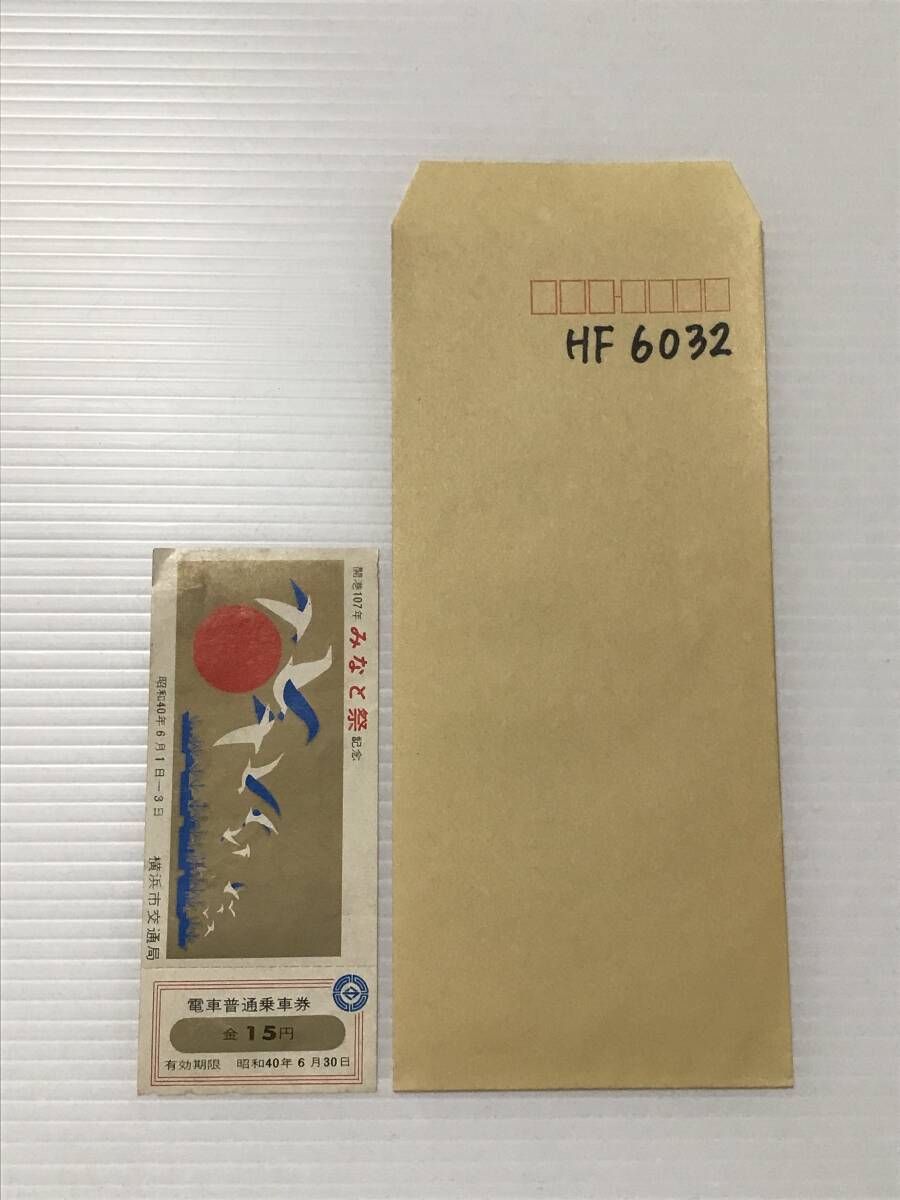 HF 6032
開港107年 みなと祭 記念
昭和40年6月1日―3日 横浜市交通局
電車普通乗車券
金15円
有効期限 昭和40年6月30日